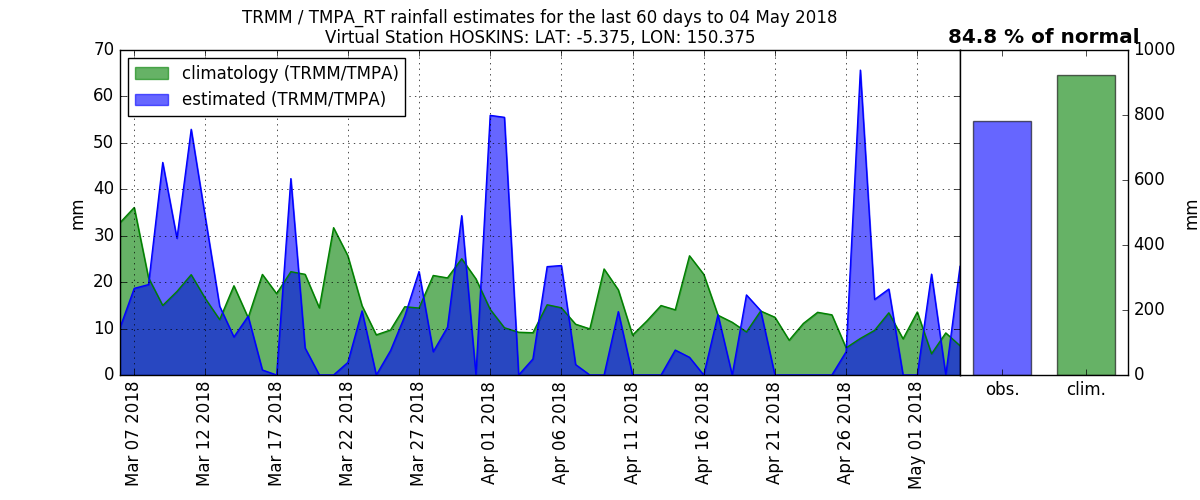 TRMM / TMPA_RT rainfall estimates for the last 60 days to 04 May 2018
Virtual Station HOSKINS: LAT: -5.375, LON: 150.375
84.8 % of normal
climatology (TRMM/TMPA)
estimated (TRMM/TMPA)
mm
70
60
50
40
30
20
10
0
Mar 07 2018
Mar 12 2018
Mar 17 2018
Mar 22 2018
Mar 27 2018
Apr 01 2018
Apr 06 2018
Apr 11 2018
Apr 16 2018
Apr 21 2018
Apr 26 2018
May 01 2018
obs.
clim.
1000
800
600
400
200
0
mm